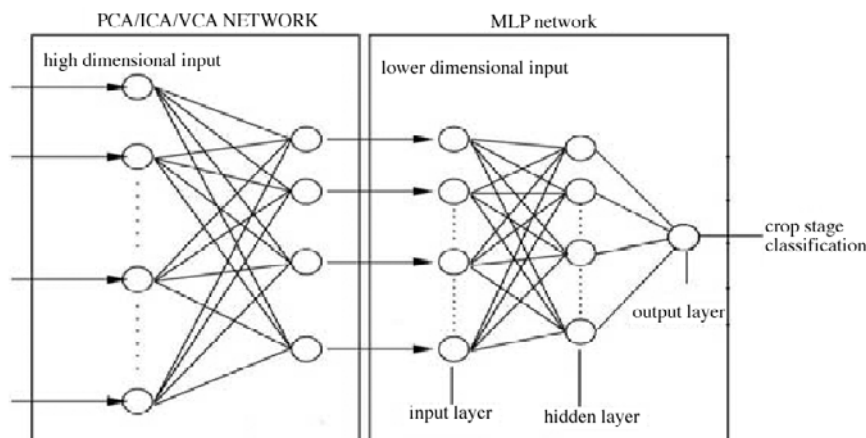 PCA/ICA/VCA NETWORK
MLP network
high dimensional input
lower dimensional input
crop stage
classification
output layer
input layer
hidden layer